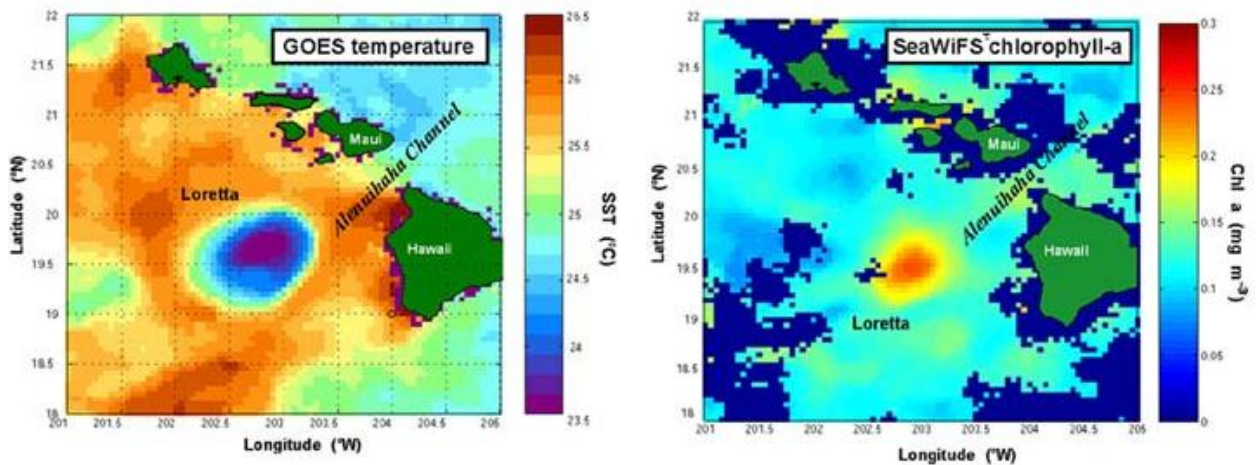 GOES temperature
22
21.5
21
20.5
20
19.5
19
18.5
18
Latitude (°N)
Maui
Alenuihaha Channel
Loretta
Hawaii
201 201.5 202 202.5 203 203.5 204 204.5 205
Longitude (°W)
26.5
26
25.5
25
24.5
24
23.5
SST (°C)
SeaWiFS chlorophyll-a
22
21.5
21
20.5
20
19.5
19
18.5
18
Latitude (°N)
Maui
Alenuihaha Channel
Hawaii
Loretta
201 201.5 202 202.5 203 203.5 204 204.5 205
Longitude (°W)
0.3
0.25
0.2
0.15
0.1
0.05
0
Chl a (mg m⁻³)